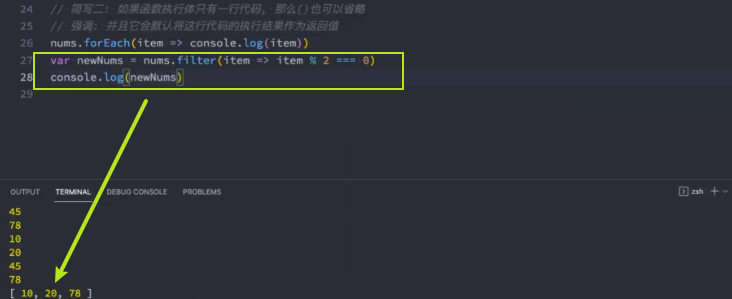 24 // 简写二: 如果函数执行体只有一行代码, 那么{}也可以省略
25 // 强调: 并且它会默认将这行代码的执行结果作为返回值
26 nums.forEach(item => console.log(item))
27 var newNums = nums.filter(item => item % 2 === 0)
28 console.log(newNums)
29
OUTPUT TERMINAL DEBUG CONSOLE PROBLEMS zsh
45
78
10
20
45
78
[ 10, 20, 78 ]